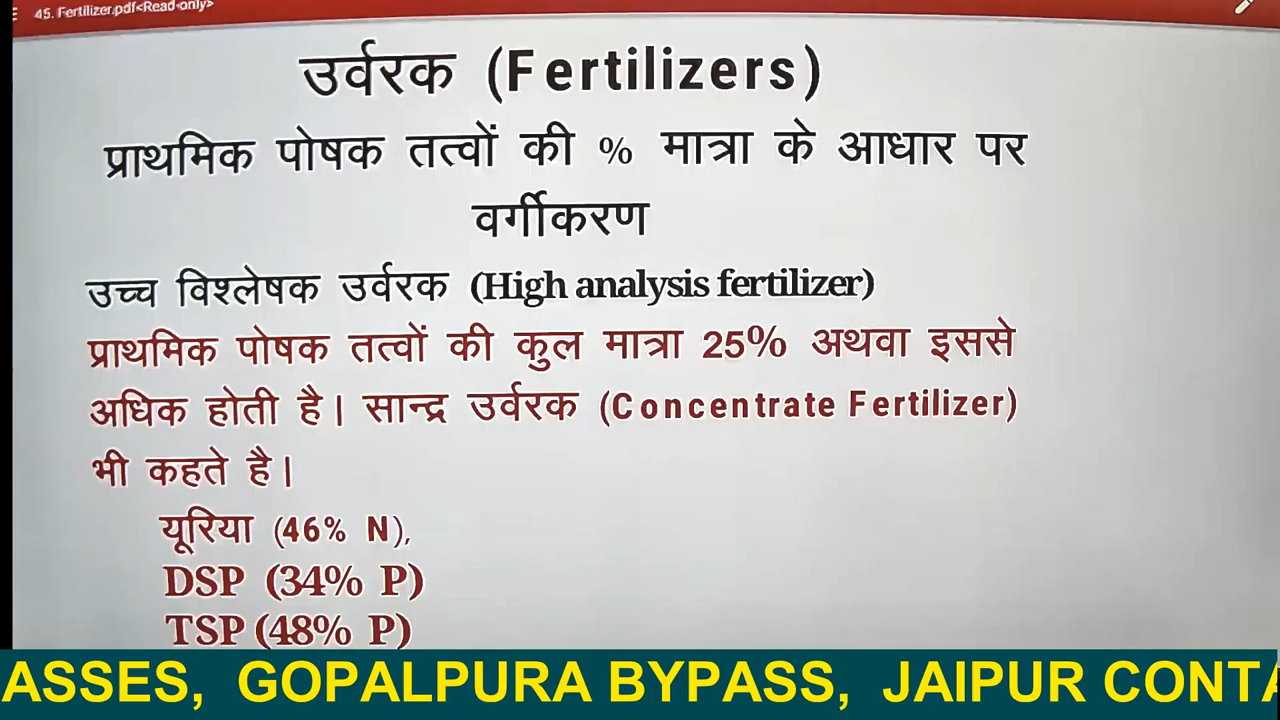 45. Fertilizer.pdf<Read-only>
उर्वरक (Fertilizers)
प्राथमिक पोषक तत्वों की % मात्रा के आधार पर
वर्गीकरण
उच्च विश्लेषक उर्वरक (High analysis fertilizer)
प्राथमिक पोषक तत्वों की कुल मात्रा 25% अथवा इससे
अधिक होती है। सान्द्र उर्वरक (Concentrate Fertilizer)
भी कहते है।
यूरिया (46% N),
DSP (34% P)
TSP (48% P)
ASSES, GOPALPURA BYPASS, JAIPUR CONTA